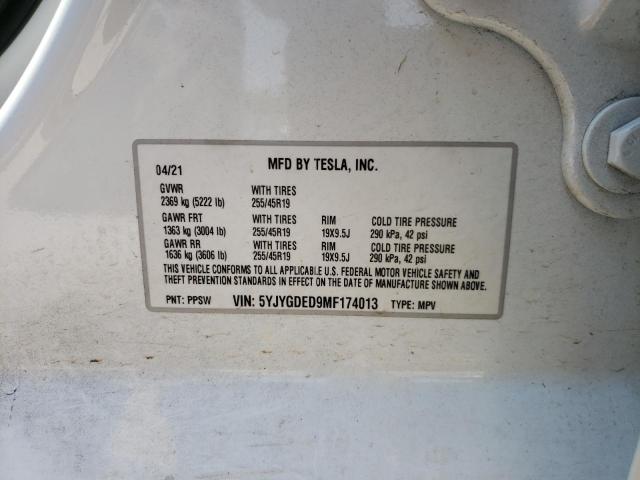 04/21 MFD BY TESLA, INC.
GVWR WITH TIRES
2369 kg (5222 lb) 255/45R19
GAWR FRT WITH TIRES RIM COLD TIRE PRESSURE
1363 kg (3004 lb) 255/45R19 19X9.5J 290 kPa, 42 psi
GAWR RR WITH TIRES RIM COLD TIRE PRESSURE
1636 kg (3606 lb) 255/45R19 19X9.5J 290 kPa, 42 psi
THIS VEHICLE CONFORMS TO ALL APPLICABLE U.S. FEDERAL MOTOR VEHICLE SAFETY AND
THEFT PREVENTION STANDARDS IN EFFECT ON THE DATE OF MANUFACTURE SHOWN ABOVE.
PNT: PPSW VIN: 5YJYGDED9MF174013 TYPE: MPV